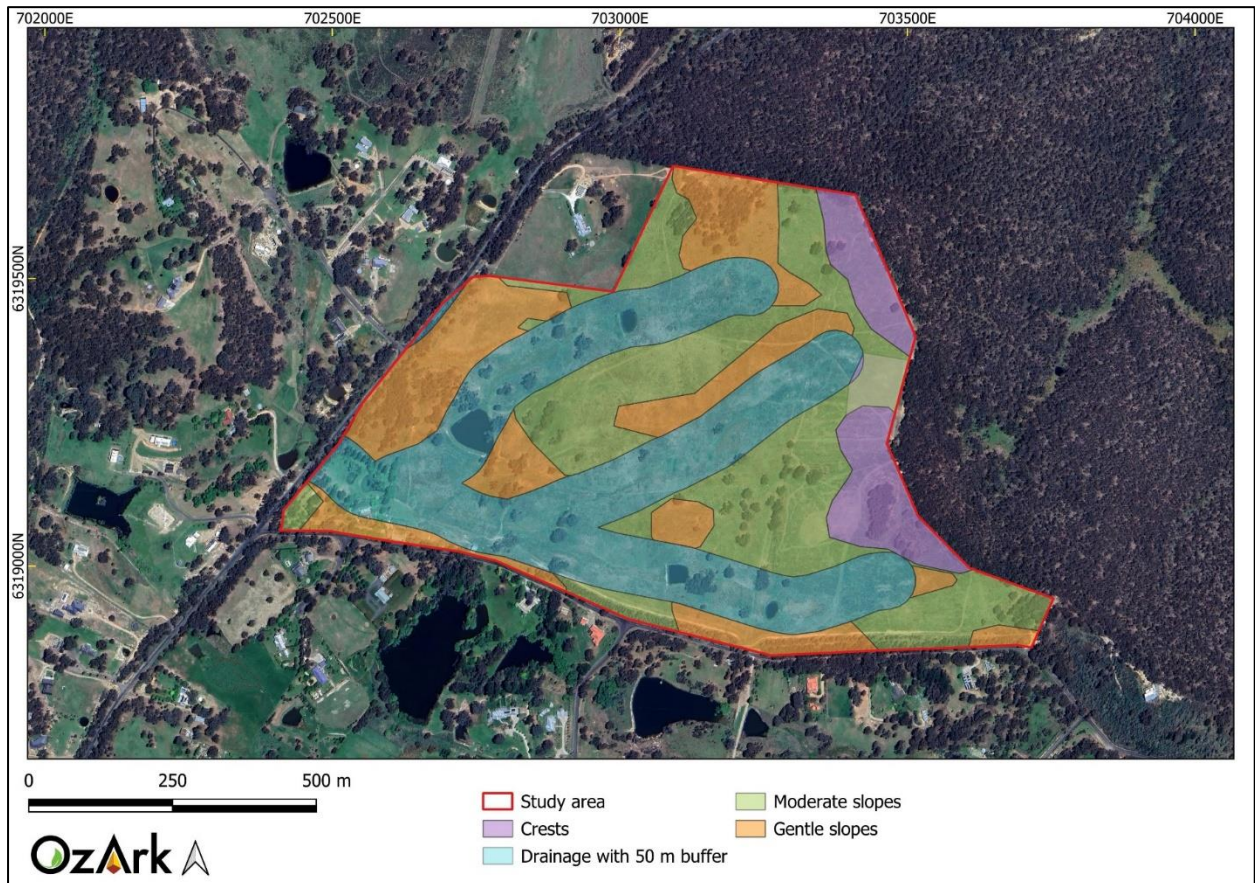 702000E 702500E 703000E 703500E 704000E
6319500N
6319000N
0 250 500 m
Study area
Crests
Drainage with 50 m buffer
Moderate slopes
Gentle slopes
OzArk